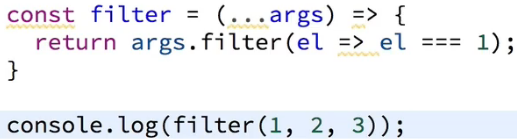 const filter = (...args) => {
  return args.filter(el => el === 1);
}

console.log(filter(1, 2, 3));